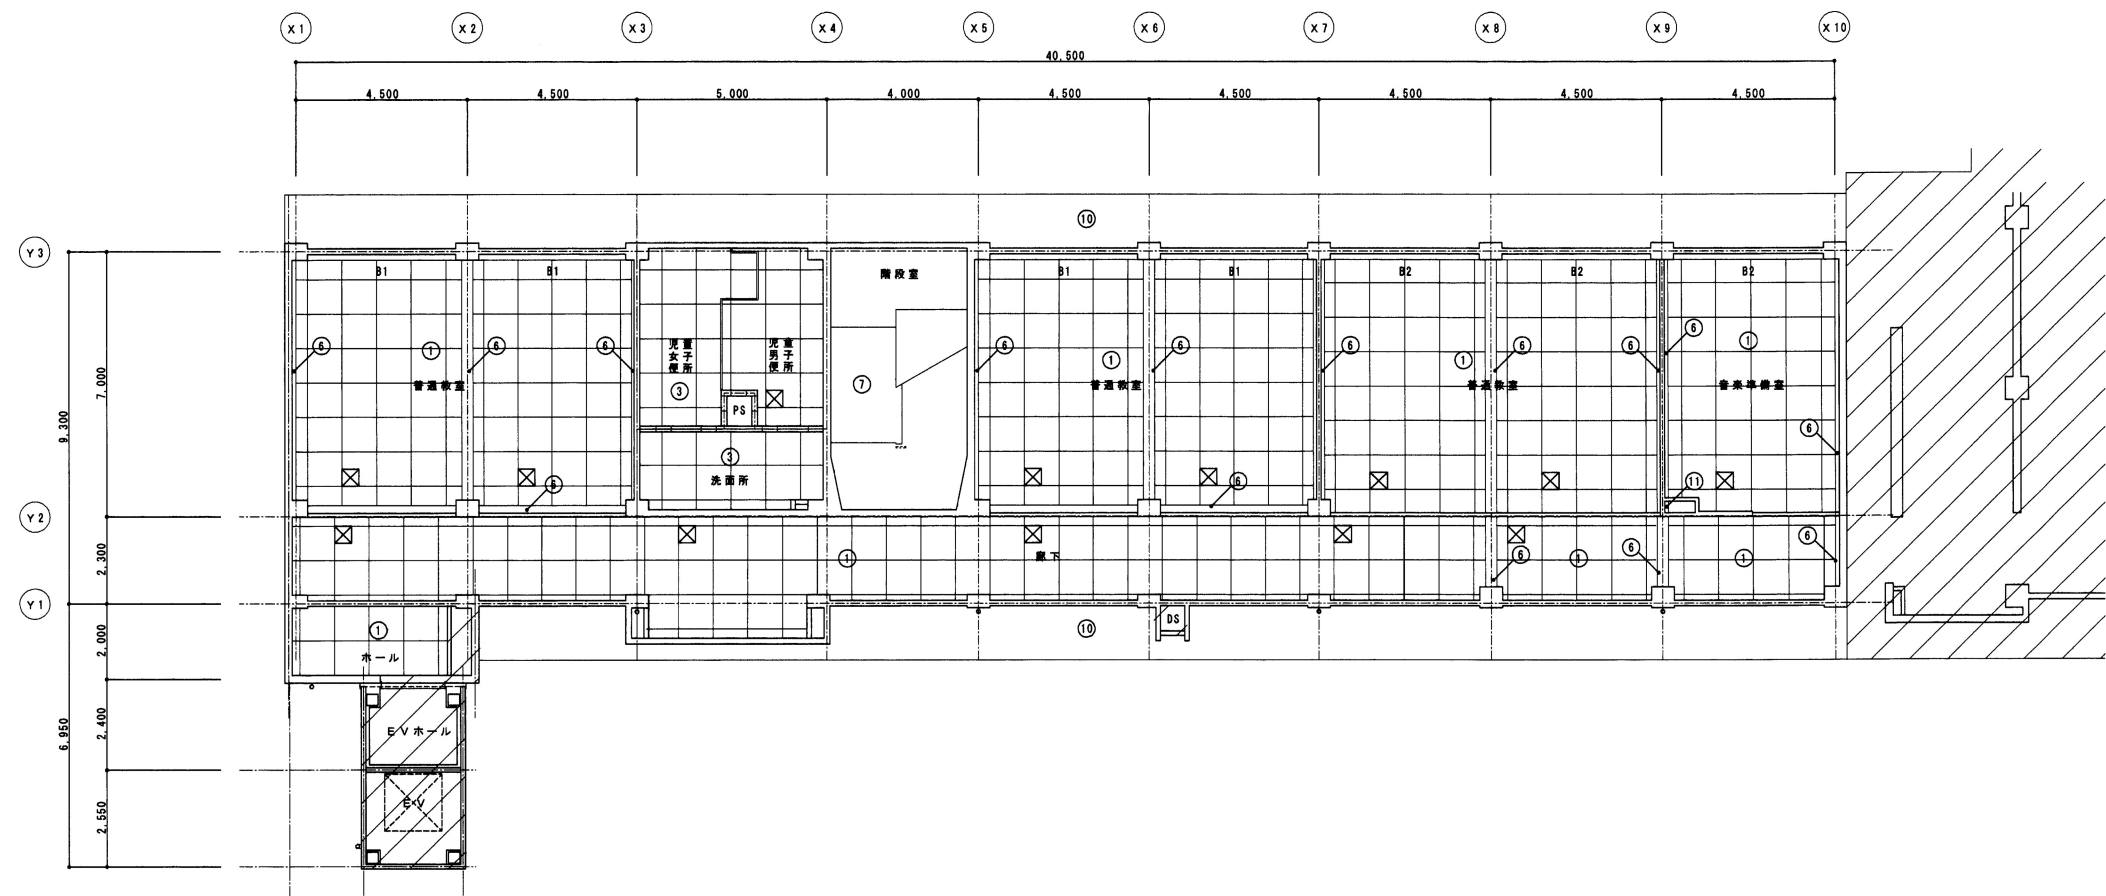 X1 X2 X3 X4 X5 X6 X7 X8 X9 X10
40,500
4,500 4,500 5,000 4,000 4,500 4,500 4,500 4,500 4,500
10
Y3
B1 B1 階段室 B1 B1 B2 B2 B2
6 1 6 6 児童女子便所 児童男子便所 7 6 1 6 6 1 6 6 6 1
普通教室 3 普通教室 普通教室 音楽準備室
PS
7,000
9,300
6
3
洗面所
6 6 11
Y2
2,300
1 廊下 6 1 6 1 6
Y1
2,000
1
ホール
10
DS
2,400
6,950
EVホール
2,550
EV